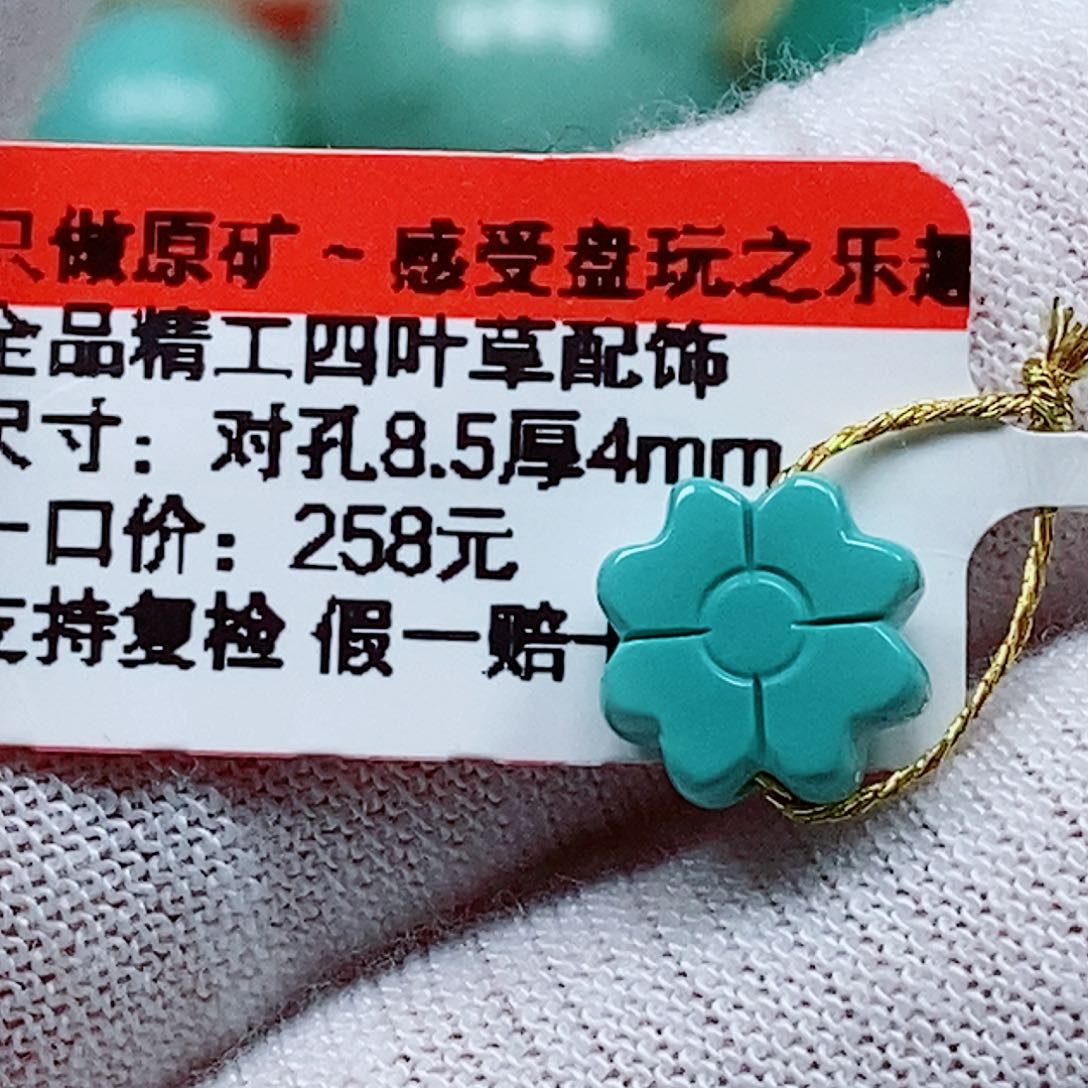 只做原矿~感受盘玩之乐趣
全品精工四叶草配饰
尺寸：对孔8.5厚4mm
一口价：258元
支持复检 假一赔十